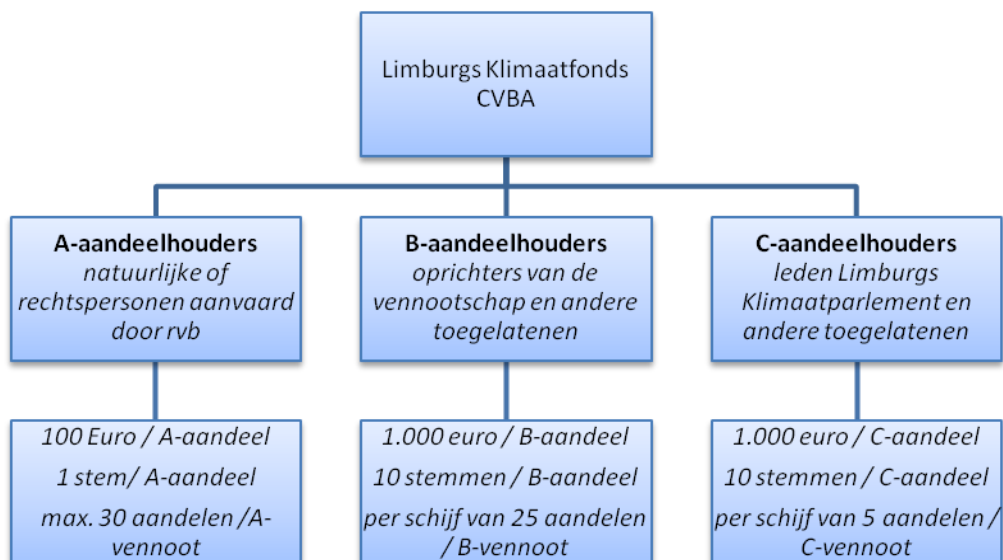 Limburgs Klimaatfonds
CVBA
A-aandeelhouders
natuurlijke of
rechtspersonen aanvaard
door rvb
B-aandeelhouders
oprichters van de
vennootschap en andere
toegelatenen
C-aandeelhouders
leden Limburgs
Klimaatparlement en
andere toegelatenen
100 Euro / A-aandeel
1 stem/ A-aandeel
max. 30 aandelen /A-
vennoot
1.000 euro / B-aandeel
10 stemmen / B-aandeel
per schijf van 25 aandelen
/ B-vennoot
1.000 euro / C-aandeel
10 stemmen / C-aandeel
per schijf van 5 aandelen /
C-vennoot